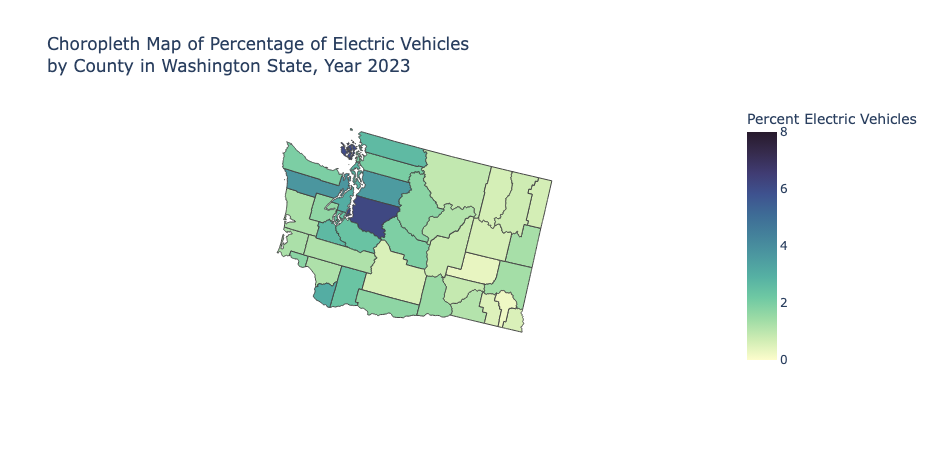 Choropleth Map of Percentage of Electric Vehicles
by County in Washington State, Year 2023
Percent Electric Vehicles
8
6
4
2
0